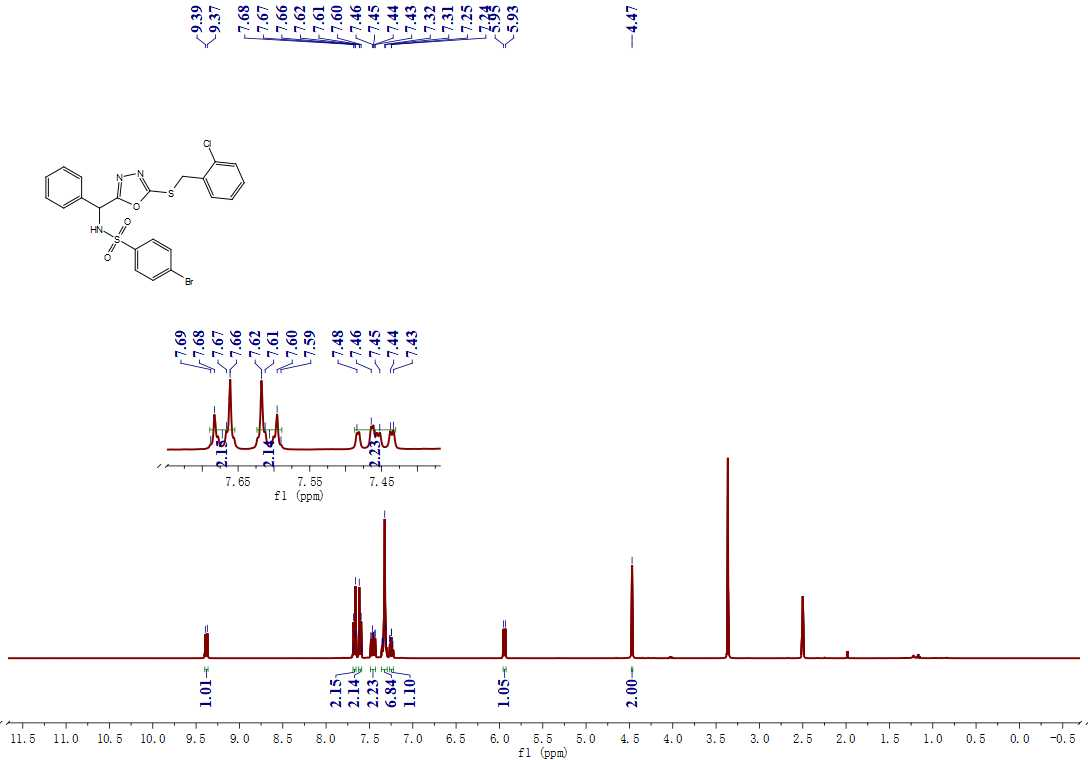 9.39 9.37 7.68 7.67 7.66 7.62 7.61 7.60 7.46 7.45 7.44 7.43 7.32 7.31 7.25 7.24 5.95 5.93 4.47
Cl
N N
O S
HN O
S
O
Br
7.69 7.68 7.67 7.66 7.62 7.61 7.60 7.59 7.48 7.46 7.45 7.44 7.43
2.15 2.14 2.23
7.65 7.55 7.45
f1 (ppm)
1.01 2.15 2.14 2.23 6.84 1.10 1.05 2.00
11.5 11.0 10.5 10.0 9.5 9.0 8.5 8.0 7.5 7.0 6.5 6.0 5.5 5.0 4.5 4.0 3.5 3.0 2.5 2.0 1.5 1.0 0.5 0.0 -0.5
f1 (ppm)